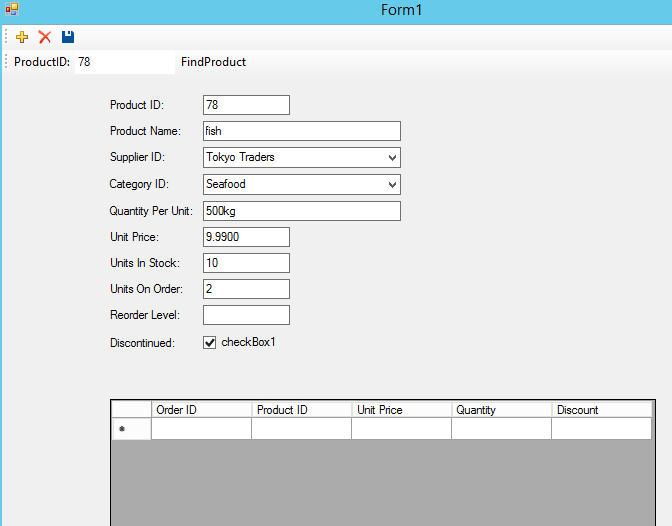 Form1
ProductID: 78 FindProduct
Product ID: 78
Product Name: fish
Supplier ID: Tokyo Traders
Category ID: Seafood
Quantity Per Unit: 500kg
Unit Price: 9.9900
Units In Stock: 10
Units On Order: 2
Reorder Level:
Discontinued: checkBox1
Order ID Product ID Unit Price Quantity Discount